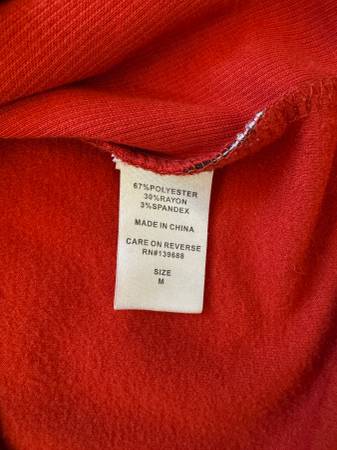 67%POLYESTER
30%RAYON
3%SPANDEX
MADE IN CHINA
CARE ON REVERSE
RN#139688
SIZE
M